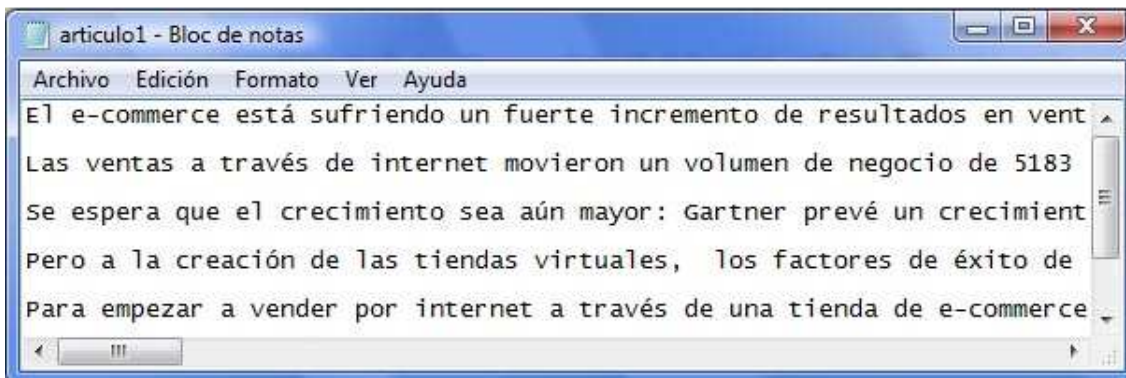 articulo1 - Bloc de notas
Archivo Edición Formato Ver Ayuda
El e-commerce está sufriendo un fuerte incremento de resultados en vent
Las ventas a través de internet movieron un volumen de negocio de 5183
Se espera que el crecimiento sea aún mayor: Gartner prevé un crecimient
Pero a la creación de las tiendas virtuales,  los factores de éxito de
Para empezar a vender por internet a través de una tienda de e-commerce